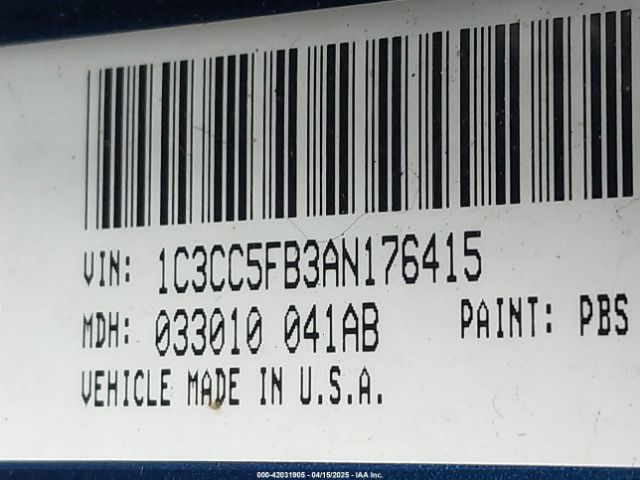 VIN: 1C3CC5FB3AN176415
MDH: 033010 041AB PAINT: PBS
VEHICLE MADE IN U.S.A.
000-42031905 - 04/15/2025 - IAA Inc.